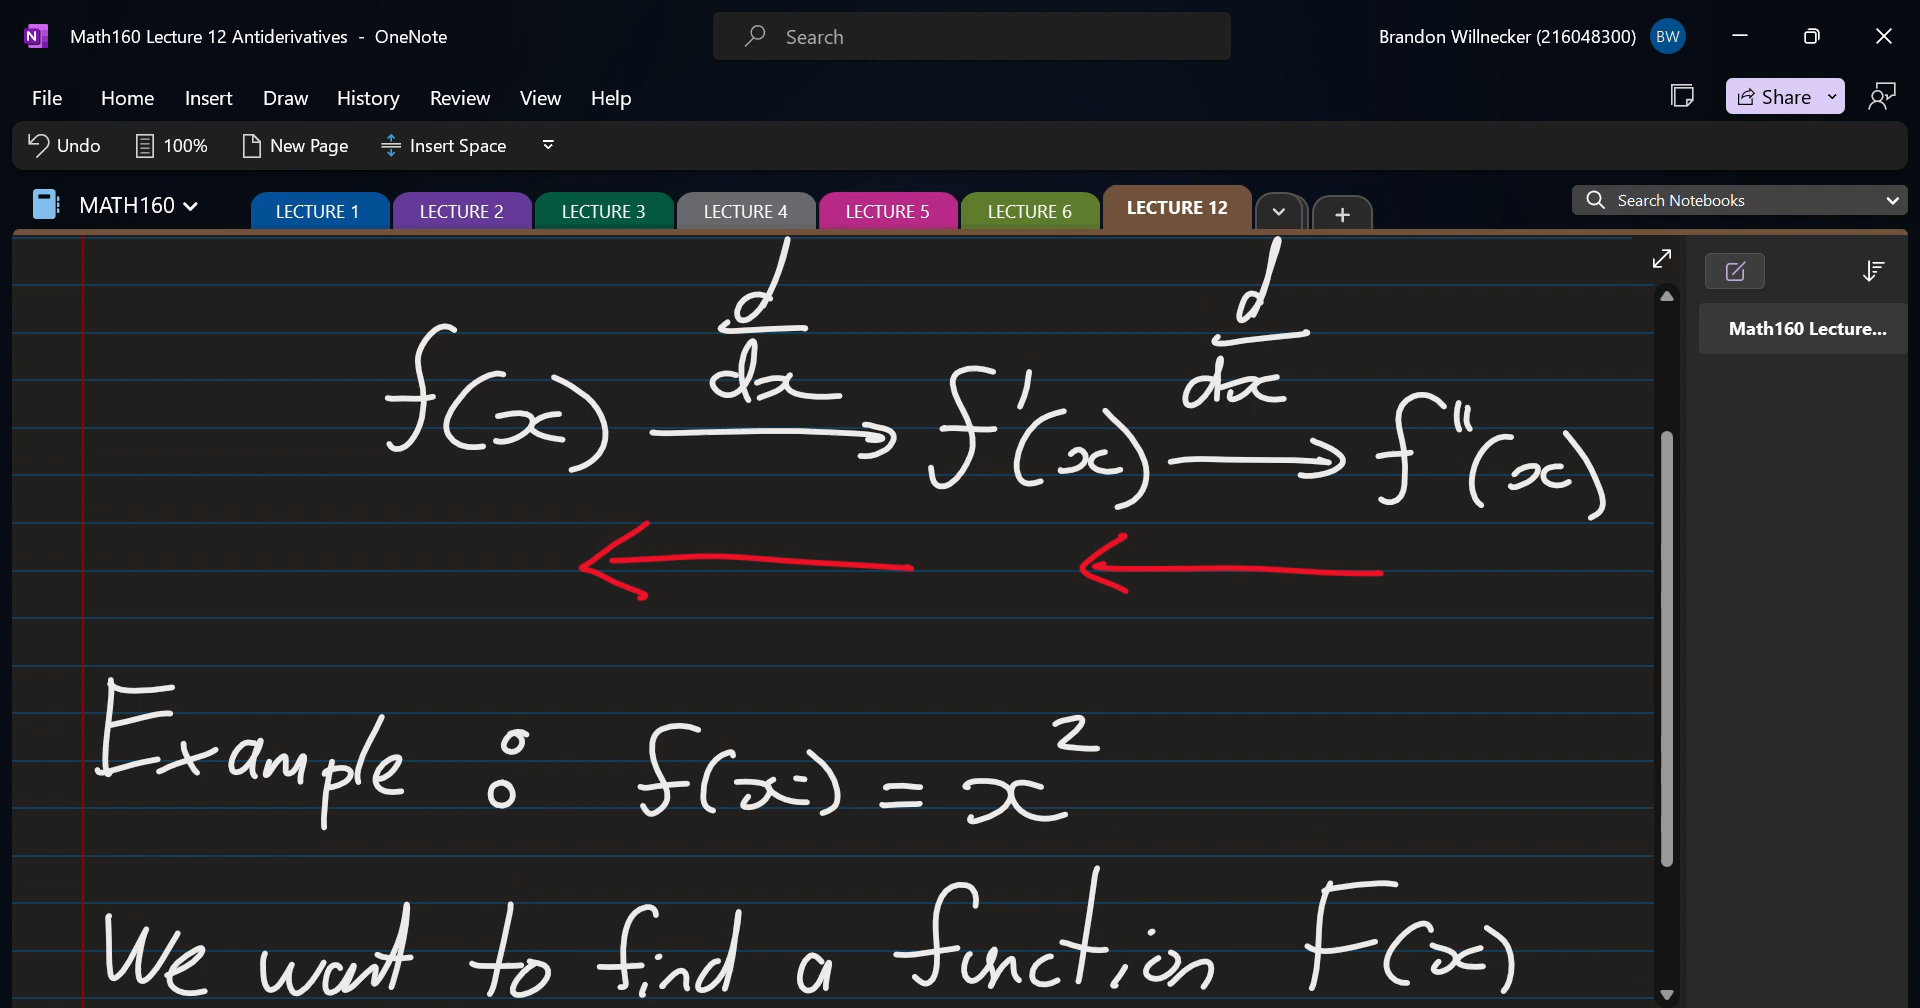 Math160 Lecture 12 Antiderivatives - OneNote
Search
Brandon Willnecker (216048300) BW
File Home Insert Draw History Review View Help
Share
Undo 100% New Page Insert Space
MATH160
LECTURE 1 LECTURE 2 LECTURE 3 LECTURE 4 LECTURE 5 LECTURE 6 LECTURE 12 +
Search Notebooks
d/dx d/dx
f(x) → f'(x) → f''(x)
← ←
Example : f(x) = x²
We want to find a function F(x)
Math160 Lecture...